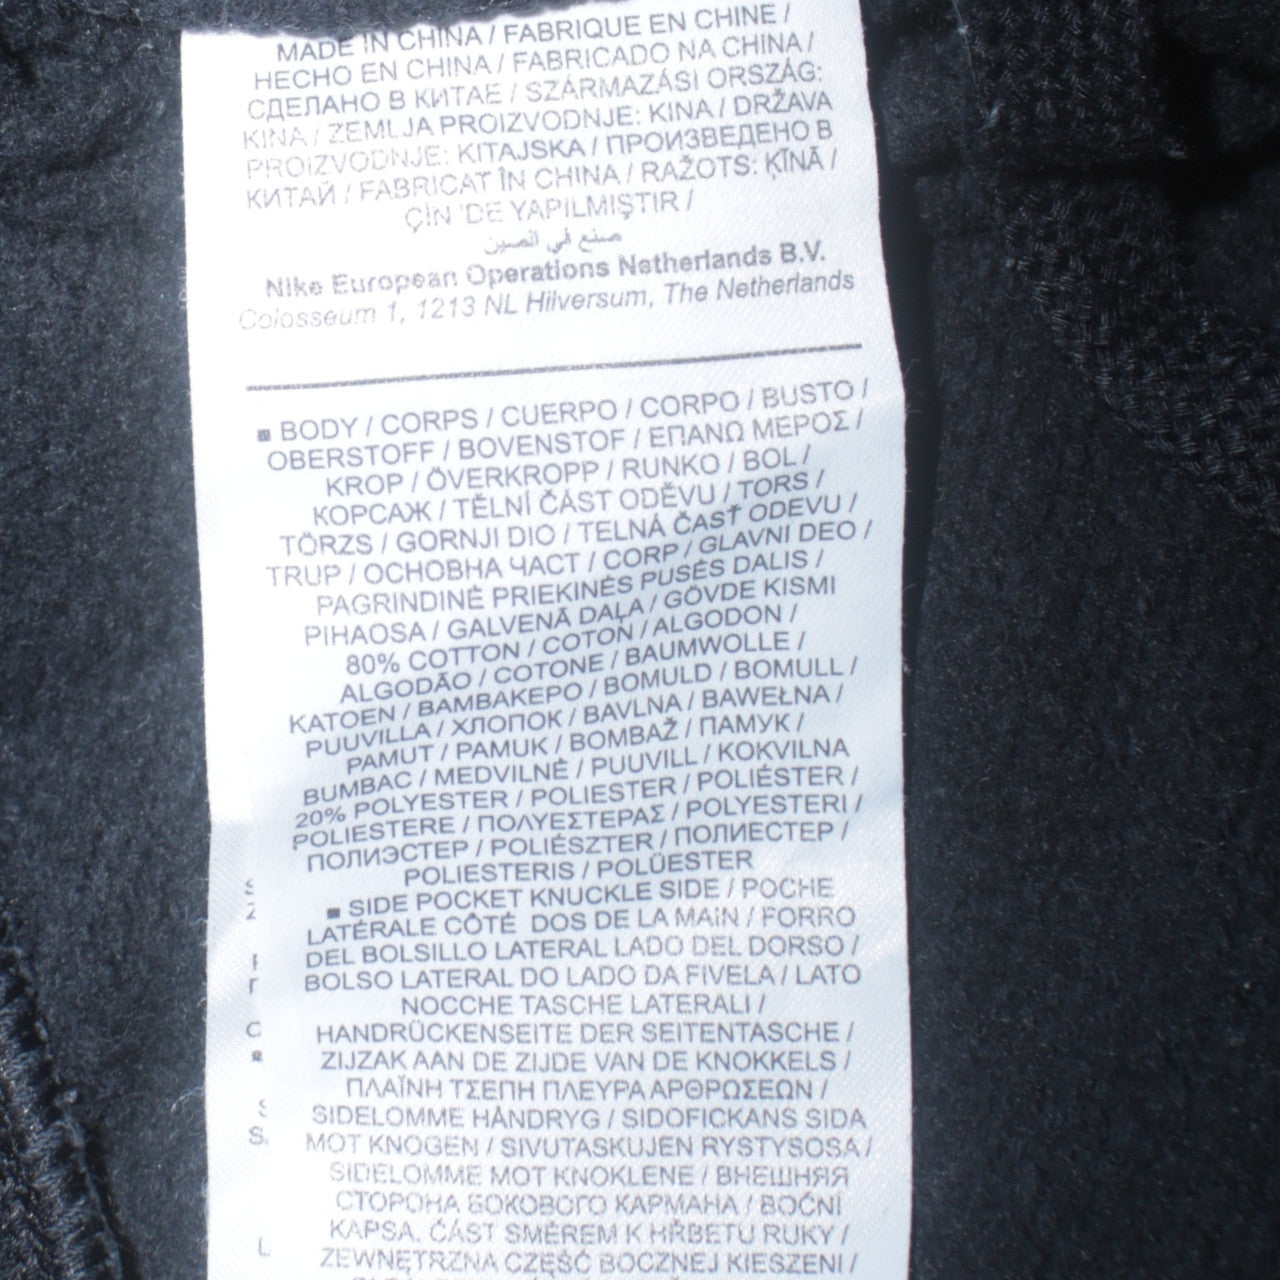 MADE IN CHINA / FABRIQUE EN CHINE /
HECHO EN CHINA / FABRICADO NA CHINA /
СДЕЛАНО В КИТАЕ / SZÁRMAZÁSI ORSZÁG:
KINA / ZEMLJA PROIZVODNJE: KINA / DRŽAVA
PROIZVODNJE: KITAJSKA / ПРОИЗВЕДЕНО В
КИТАЙ / FABRICAT ÎN CHINA / RAŽOTS: ĶĪNĀ /
ÇİN 'DE YAPILMIŞTIR /
صنع في الصين
Nike European Operations Netherlands B.V.
Colosseum 1, 1213 NL Hilversum, The Netherlands
■ BODY / CORPS / CUERPO / CORPO / BUSTO /
OBERSTOFF / BOVENSTOF / ΕΠΑΝΩ ΜΕΡΟΣ /
KROP / ÖVERKROPP / RUNKO / BOL /
КОРСАЖ / TĚLNÍ ČÁST ODĚVU / TORS /
TÖRZS / GORNJI DIO / TELNÁ ČASŤ ODEVU /
TRUP / ОСНОВНА ЧАСТ / CORP / GLAVNI DEO /
PAGRINDINĖ PRIEKINĖS PUSĖS DALIS /
PIHAOSA / GALVENĀ DAĻA / GÖVDE KISMI
80% COTTON / COTON / ALGODON /
ALGODÃO / COTONE / BAUMWOLLE /
KATOEN / ΒΑΜΒΑΚΕΡΟ / BOMULD / BOMULL /
PUUVILLA / ХЛОПОК / BAVLNA / BAWEŁNA /
PAMUT / PAMUK / BOMBAŽ / ПАМУК /
BUMBAC / MEDVILNĖ / PUUVILL / KOKVILNA
20% POLYESTER / POLIESTER / POLIÉSTER /
POLIESTERE / ΠΟΛΥΕΣΤΕΡΑΣ / POLYESTERI /
ПОЛИЭСТЕР / POLIÉSZTER / ПОЛИЕСТЕР /
POLIESTERIS / POLÜESTER
■ SIDE POCKET KNUCKLE SIDE / POCHE
LATÉRALE CÔTÉ DOS DE LA MAIN / FORRO
DEL BOLSILLO LATERAL LADO DEL DORSO /
BOLSO LATERAL DO LADO DA FIVELA / LATO
NOCCHE TASCHE LATERALI /
HANDRÜCKENSEITE DER SEITENTASCHE /
ZIJZAK AAN DE ZIJDE VAN DE KNOKKELS /
ΠΛΑΪΝΗ ΤΣΕΠΗ ΠΛΕΥΡΑ ΑΡΘΡΩΣΕΩΝ /
SIDELOMME HÅNDRYG / SIDOFICKANS SIDA
MOT KNOGEN / SIVUTASKUJEN RYSTYSOSA /
SIDELOMME MOT KNOKLENE / ВНЕШНЯЯ
СТОРОНА БОКОВОГО КАРМАНА / BOČNÍ
KAPSA, ČÁST SMĚREM K HŘBETU RUKY /
ZEWNĘTRZNA CZĘŚĆ BOCZNEJ KIESZENI /